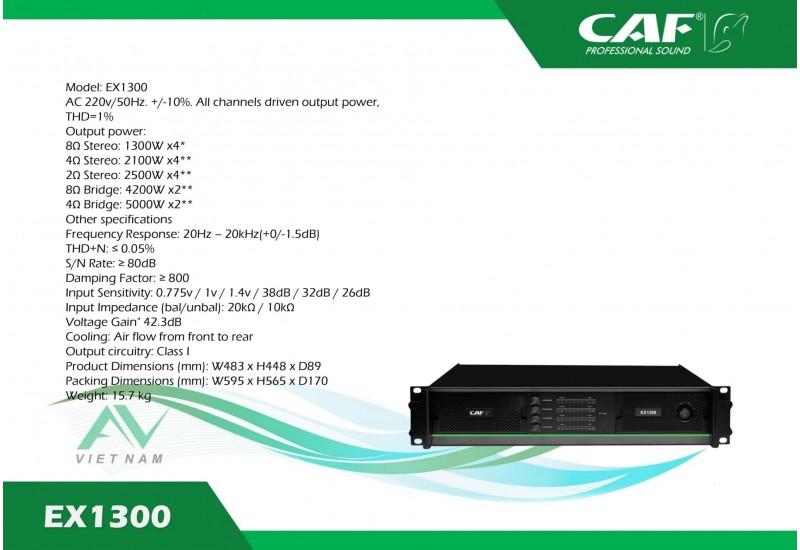 CAF®
PROFESSIONAL SOUND
Model: EX1300
AC 220v/50Hz. +/-10%. All channels driven output power,
THD=1%
Output power:
8Ω Stereo: 1300W x4*
4Ω Stereo: 2100W x4**
2Ω Stereo: 2500W x4**
8Ω Bridge: 4200W x2**
4Ω Bridge: 5000W x2**
Other specifications
Frequency Response: 20Hz – 20kHz(+0/-1.5dB)
THD+N: ≤ 0.05%
S/N Rate: ≥ 80dB
Damping Factor: ≥ 800
Input Sensitivity: 0.775v / 1v / 1.4v / 38dB / 32dB / 26dB
Input Impedance (bal/unbal): 20kΩ / 10kΩ
Voltage Gain" 42.3dB
Cooling: Air flow from front to rear
Output circuitry: Class I
Product Dimensions (mm): W483 x H448 x D89
Packing Dimensions (mm): W595 x H565 x D170
Weight: 15.7 kg
AV
VIETNAM
CAF
EX1300
EX1300